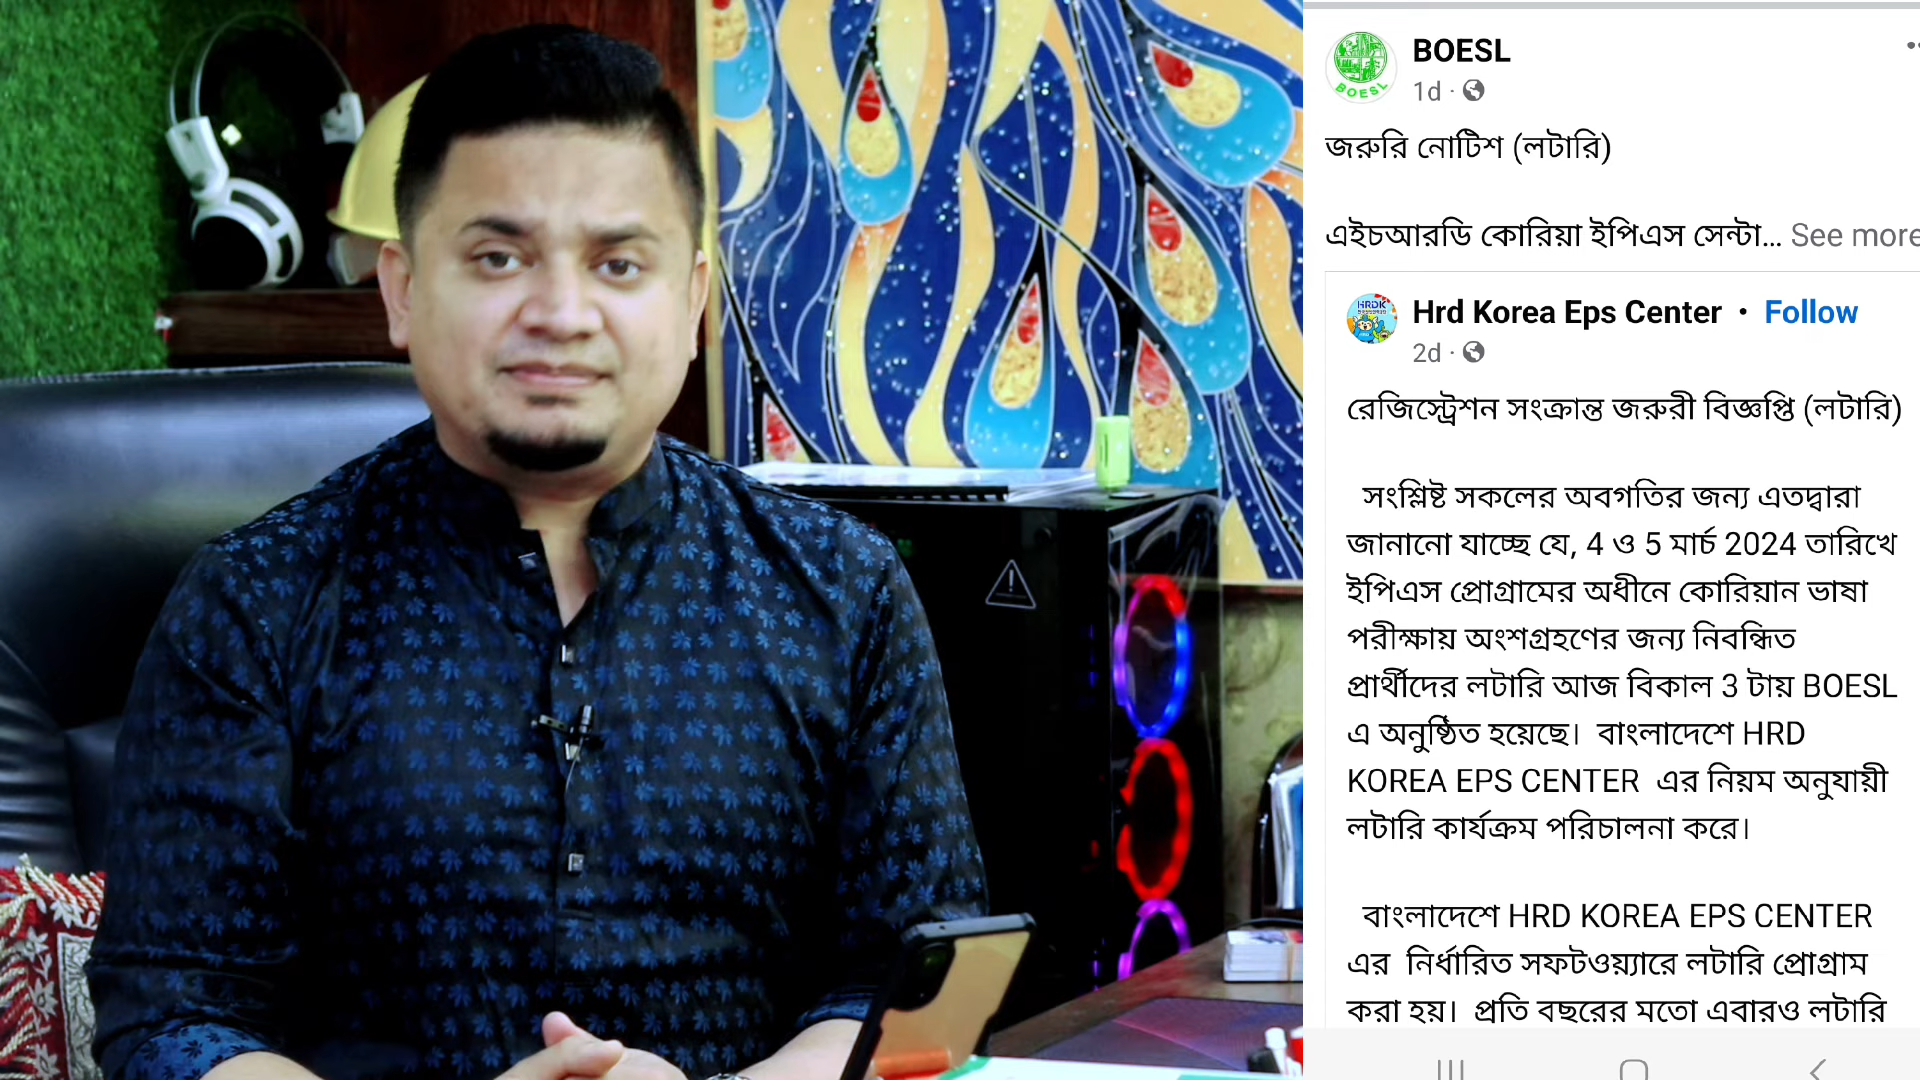 BOESL
BOESL
1d
জরুরি নোটিশ (লটারি)
এইচআরডি কোরিয়া ইপিএস সেন্টা... See more
HRDK
Hrd Korea Eps Center • Follow
2d
রেজিস্ট্রেশন সংক্রান্ত জরুরী বিজ্ঞপ্তি (লটারি)
সংশ্লিষ্ট সকলের অবগতির জন্য এতদ্বারা
জানানো যাচ্ছে যে, 4 ও 5 মার্চ 2024 তারিখে
ইপিএস প্রোগ্রামের অধীনে কোরিয়ান ভাষা
পরীক্ষায় অংশগ্রহণের জন্য নিবন্ধিত
প্রার্থীদের লটারি আজ বিকাল 3 টায় BOESL
এ অনুষ্ঠিত হয়েছে। বাংলাদেশে HRD
KOREA EPS CENTER এর নিয়ম অনুযায়ী
লটারি কার্যক্রম পরিচালনা করে।
বাংলাদেশে HRD KOREA EPS CENTER
এর নির্ধারিত সফটওয়্যারে লটারি প্রোগ্রাম
করা হয়। প্রতি বছরের মতো এবারও লটারি